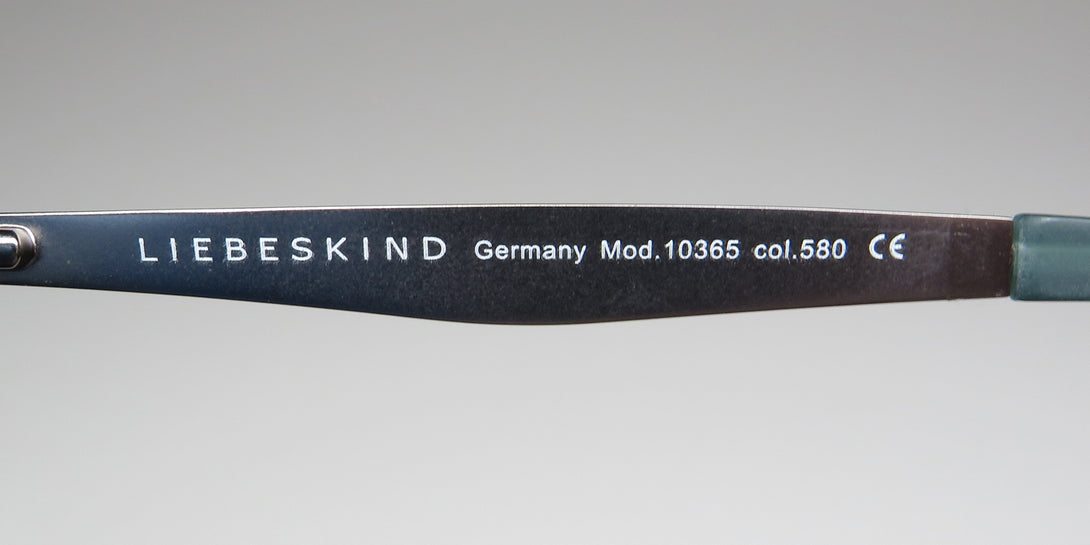 LIEBESKIND Germany Mod.10365 col.580 CE